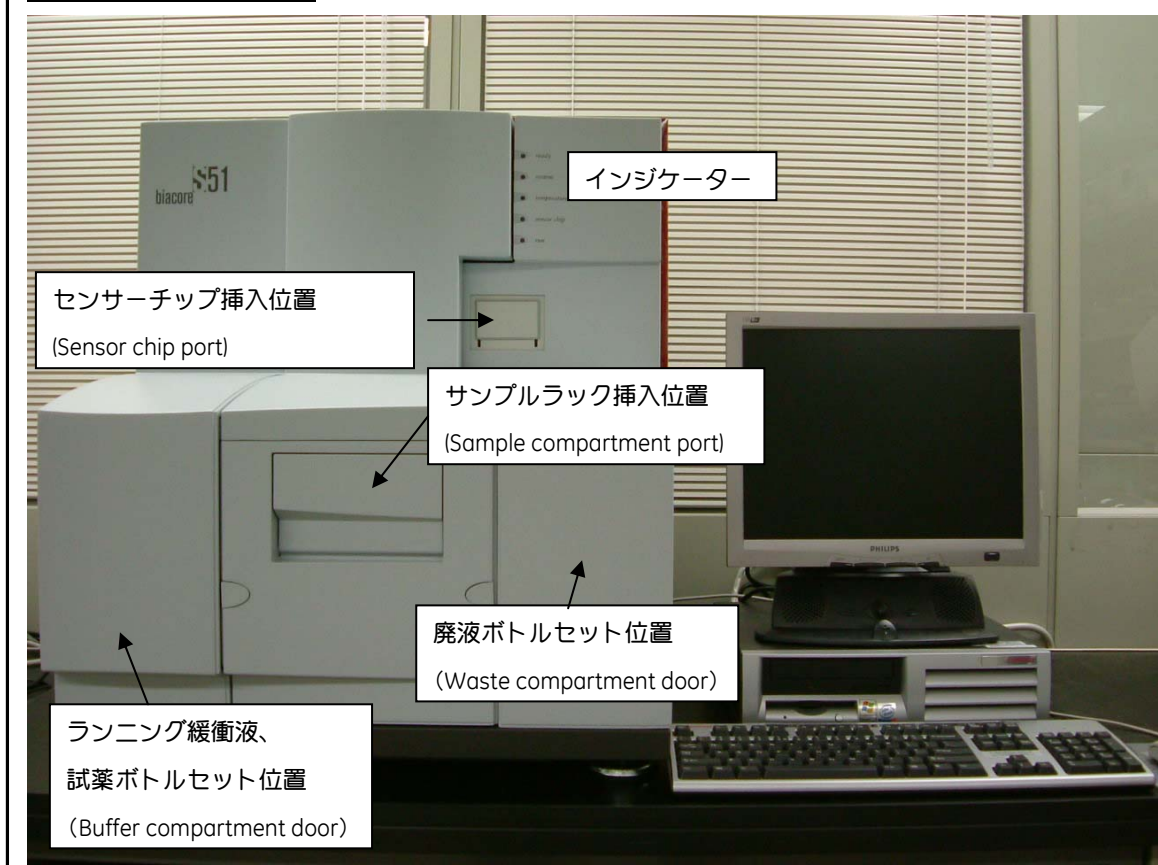 biacore S51
インジケーター
センサーチップ挿入位置
(Sensor chip port)
サンプルラック挿入位置
(Sample compartment port)
廃液ボトルセット位置
（Waste compartment door）
ランニング緩衝液、
試薬ボトルセット位置
（Buffer compartment door）
PHILIPS